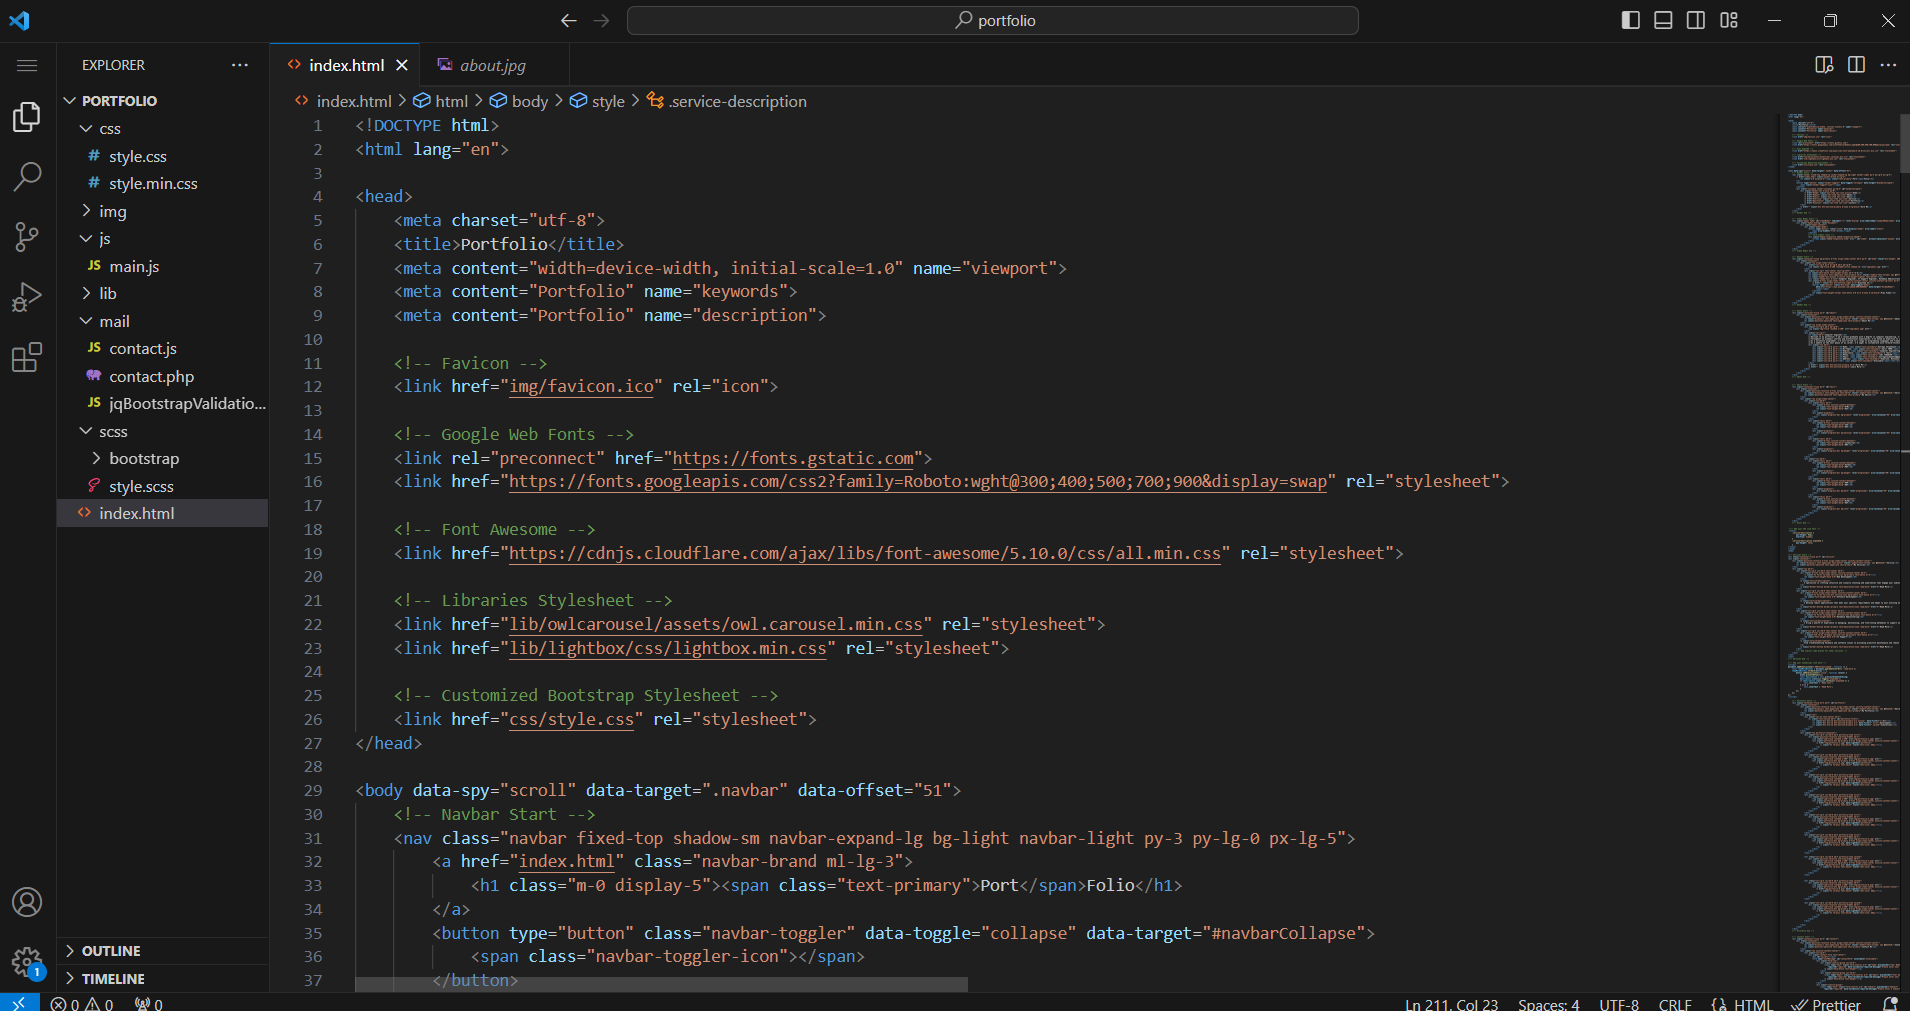 portfolio
EXPLORER
PORTFOLIO
css
# style.css
# style.min.css
img
js
JS main.js
lib
mail
JS contact.js
contact.php
JS jqBootstrapValidatio...
scss
bootstrap
style.scss
<> index.html
OUTLINE
TIMELINE
<> index.html
about.jpg
<> index.html > html > body > style > .service-description
1 <!DOCTYPE html>
2 <html lang="en">
3
4 <head>
5     <meta charset="utf-8">
6     <title>Portfolio</title>
7     <meta content="width=device-width, initial-scale=1.0" name="viewport">
8     <meta content="Portfolio" name="keywords">
9     <meta content="Portfolio" name="description">
10
11     <!-- Favicon -->
12     <link href="img/favicon.ico" rel="icon">
13
14     <!-- Google Web Fonts -->
15     <link rel="preconnect" href="https://fonts.gstatic.com">
16     <link href="https://fonts.googleapis.com/css2?family=Roboto:wght@300;400;500;700;900&display=swap" rel="stylesheet">
17
18     <!-- Font Awesome -->
19     <link href="https://cdnjs.cloudflare.com/ajax/libs/font-awesome/5.10.0/css/all.min.css" rel="stylesheet">
20
21     <!-- Libraries Stylesheet -->
22     <link href="lib/owlcarousel/assets/owl.carousel.min.css" rel="stylesheet">
23     <link href="lib/lightbox/css/lightbox.min.css" rel="stylesheet">
24
25     <!-- Customized Bootstrap Stylesheet -->
26     <link href="css/style.css" rel="stylesheet">
27 </head>
28
29 <body data-spy="scroll" data-target=".navbar" data-offset="51">
30     <!-- Navbar Start -->
31     <nav class="navbar fixed-top shadow-sm navbar-expand-lg bg-light navbar-light py-3 py-lg-0 px-lg-5">
32         <a href="index.html" class="navbar-brand ml-lg-3">
33             <h1 class="m-0 display-5"><span class="text-primary">Port</span>Folio</h1>
34         </a>
35         <button type="button" class="navbar-toggler" data-toggle="collapse" data-target="#navbarCollapse">
36             <span class="navbar-toggler-icon"></span>
37         </button>
1
0 0 0
Ln 211, Col 23 Spaces: 4 UTF-8 CRLF {} HTML Prettier